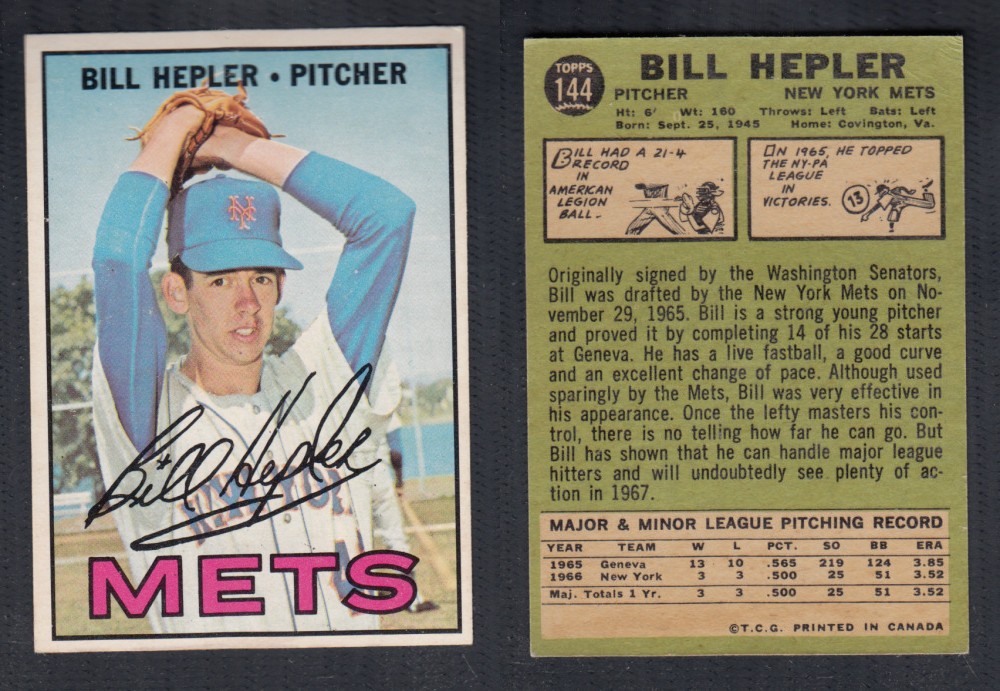 BILL HEPLER • PITCHER
NY
Bill Hepler
NEW YORK
METS
TOPPS
144
BILL HEPLER
PITCHER NEW YORK METS
Ht: 6' Wt: 160 Throws: Left Bats: Left
Born: Sept. 25, 1945 Home: Covington, Va.
BILL HAD A 21-4
RECORD
IN
AMERICAN
LEGION
BALL.
IN 1965, HE TOPPED
THE NY-PA
LEAGUE
IN
VICTORIES.
13
Originally signed by the Washington Senators,
Bill was drafted by the New York Mets on No-
vember 29, 1965. Bill is a strong young pitcher
and proved it by completing 14 of his 28 starts
at Geneva. He has a live fastball, a good curve
and an excellent change of pace. Although used
sparingly by the Mets, Bill was very effective in
his appearance. Once the lefty masters his con-
trol, there is no telling how far he can go. But
Bill has shown that he can handle major league
hitters and will undoubtedly see plenty of ac-
tion in 1967.
MAJOR & MINOR LEAGUE PITCHING RECORD
YEAR TEAM W L PCT. SO BB ERA
1965 Geneva 13 10 .565 219 124 3.85
1966 New York 3 3 .500 25 51 3.52
Maj. Totals 1 Yr. 3 3 .500 25 51 3.52
©T.C.G. PRINTED IN CANADA